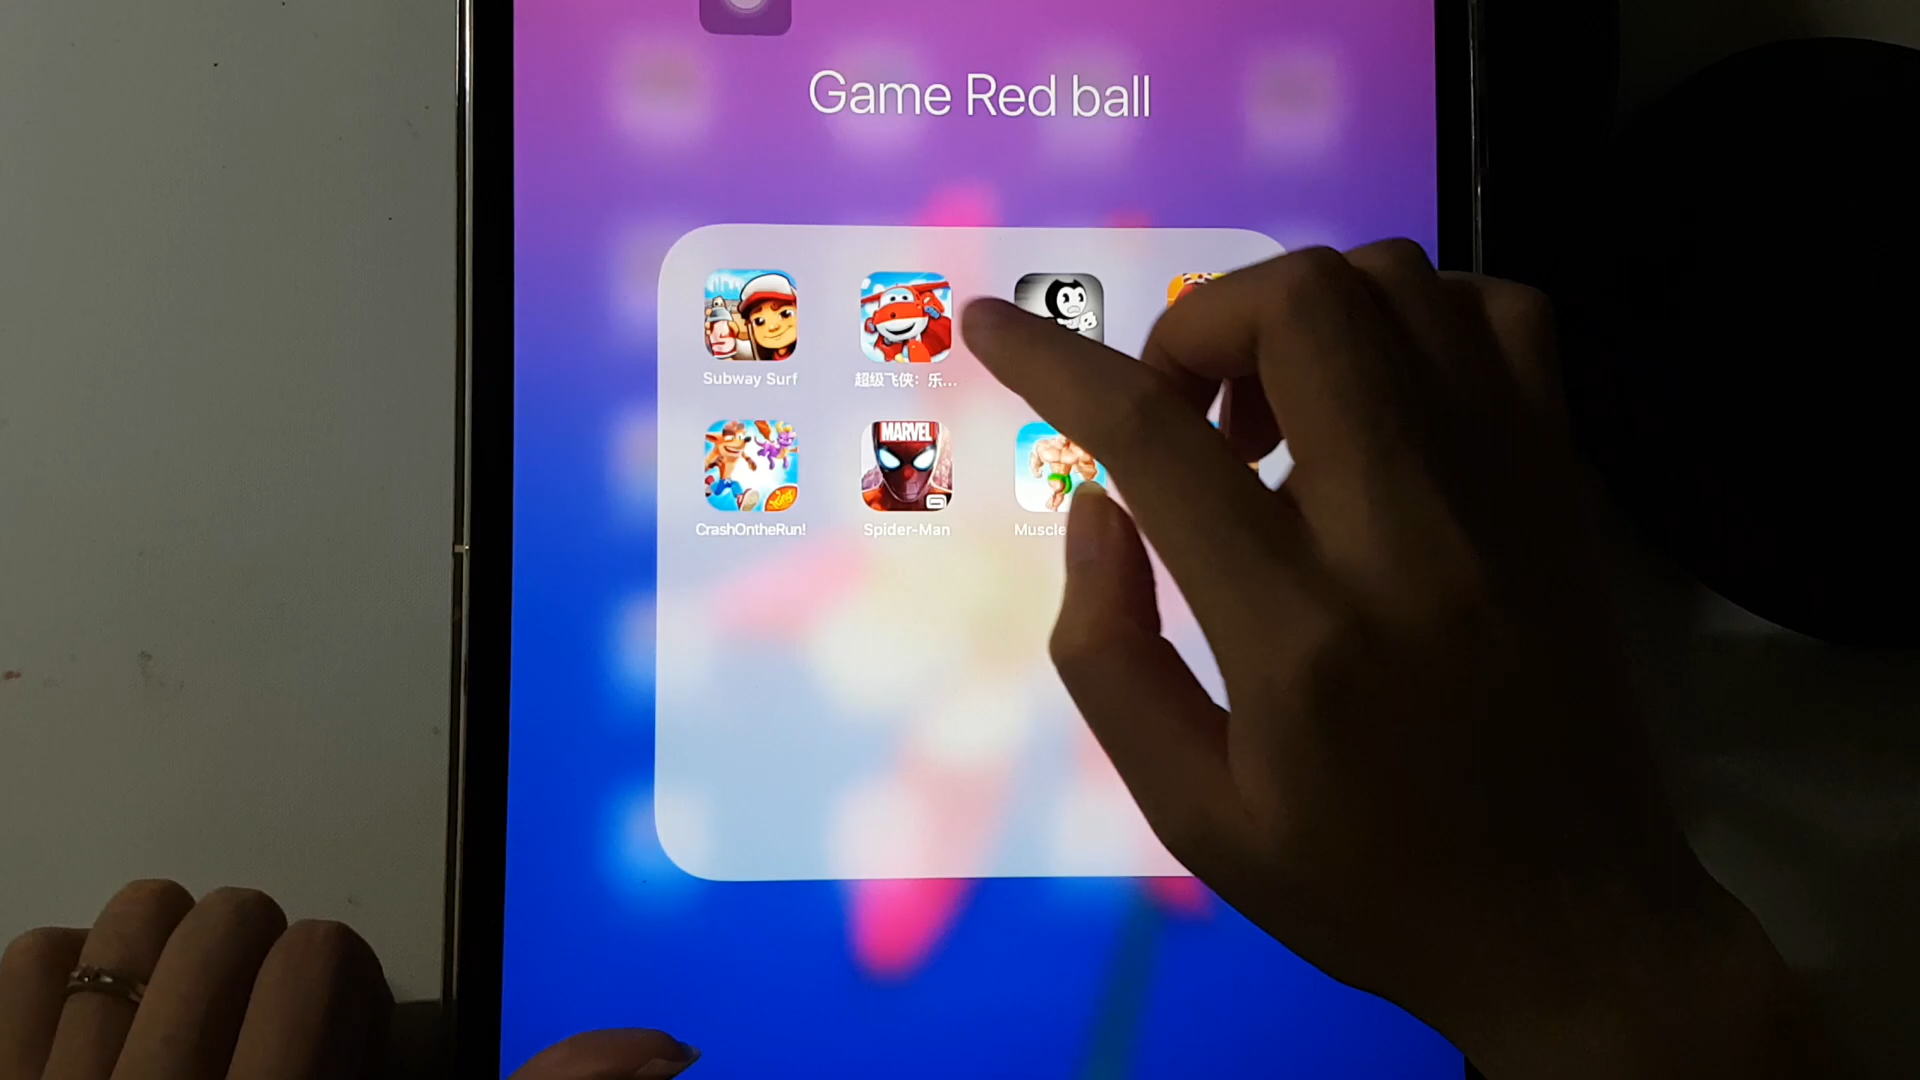 Game Red ball
Subway Surf
超级飞侠：乐...
MARVEL
CrashOntheRun!
Spider-Man
Muscle